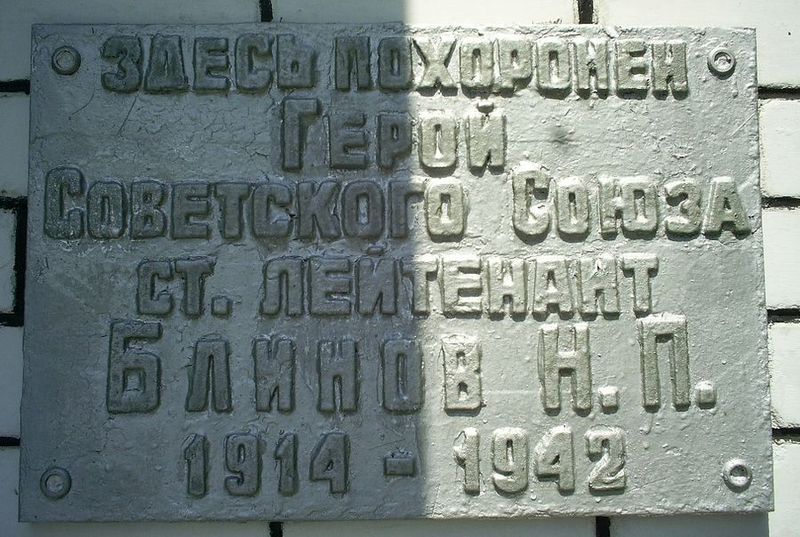 Здесь похоронен
Герой
Советского Союза
ст. лейтенант
Блинов Н.П.
1914 - 1942